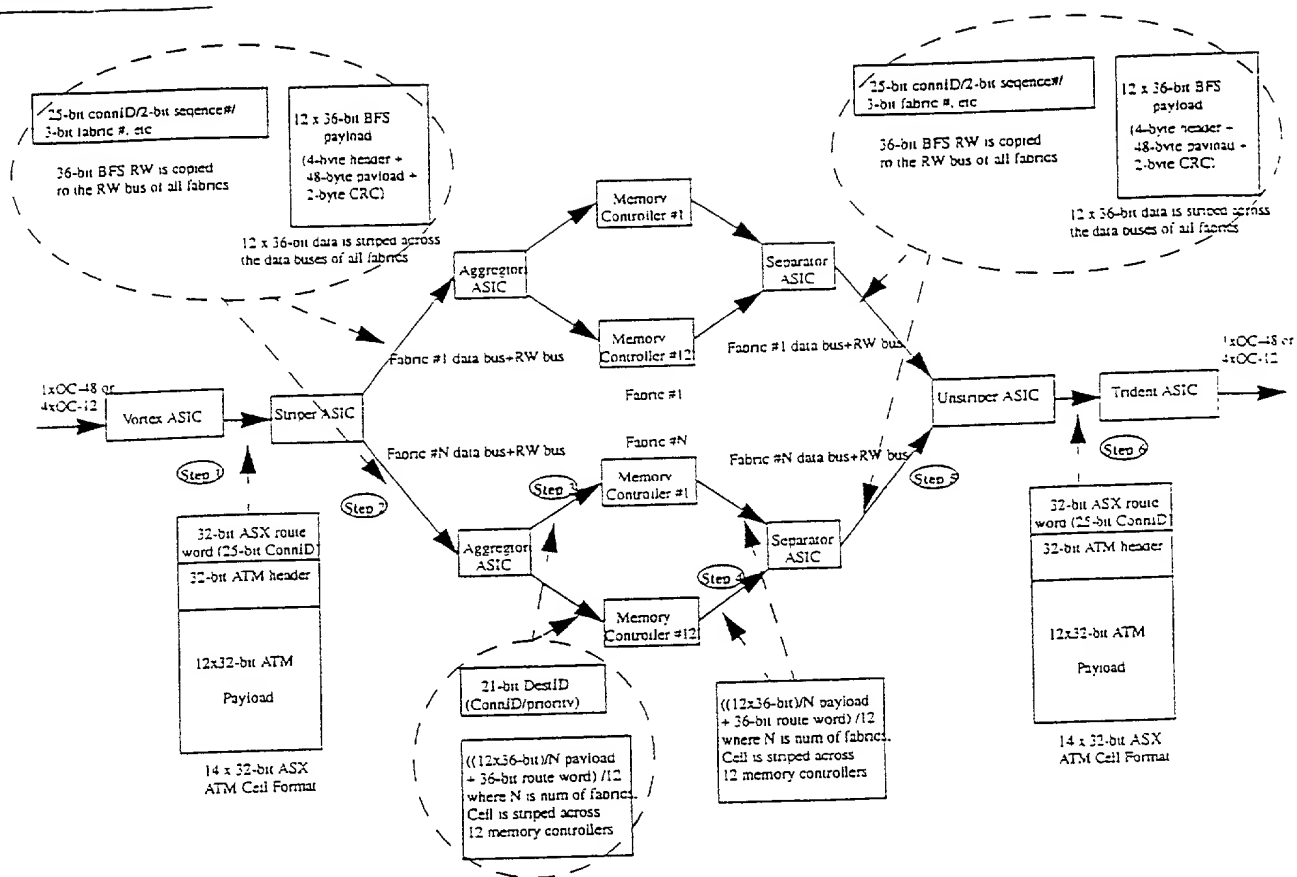 25-bit connID/2-bit seqence#/
3-bit fabric #, etc
36-bit BFS RW is copied
to the RW bus of all fabrics
12 x 36-bit BFS
payload
(4-byte header +
48-byte payload +
2-byte CRC)
12 x 36-bit data is striped across
the data buses of all fabrics
25-bit connID/2-bit seqence#/
3-bit fabric #, etc
36-bit BFS RW is copied
to the RW bus of all fabrics
12 x 36-bit BFS
payload
(4-byte header +
48-byte payload +
2-byte CRC)
12 x 36-bit data is striped across
the data buses of all fabrics
Memory
Controller #1
Aggregtor
ASIC
Separator
ASIC
Memory
Controller #12
Fabric #1 data bus+RW bus
Fabric #1 data bus+RW bus
Fabric #1
1xOC-48 or
4xOC-12
Vortex ASIC
Striper ASIC
Unstriper ASIC
Trident ASIC
1xOC-48 or
4xOC-12
Fabric #N
Fabric #N data bus+RW bus
Fabric #N data bus+RW bus
Step 1
Step 2
Step 3
Memory
Controller #1
Step 5
Step 6
Aggregtor
ASIC
Separator
ASIC
Step 4
Memory
Controller #12
32-bit ASX route
word (25-bit ConnID
32-bit ATM header
12x32-bit ATM
Payload
14 x 32-bit ASX
ATM Cell Format
21-bit DestID
(ConnID/priority)
((12x36-bit)/N payload
+ 36-bit route word) /12
where N is num of fabrics.
Cell is striped across
12 memory controllers
((12x36-bit)/N payload
+ 36-bit route word) /12
where N is num of fabrics.
Cell is striped across
12 memory controllers
32-bit ASX route
word (25-bit ConnID
32-bit ATM header
12x32-bit ATM
Payload
14 x 32-bit ASX
ATM Cell Format